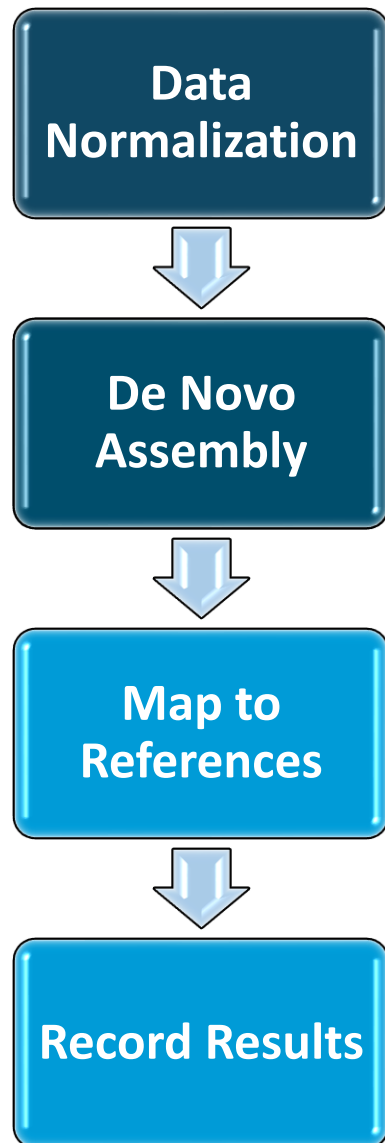 Data
Normalization
De Novo
Assembly
Map to
References
Record Results